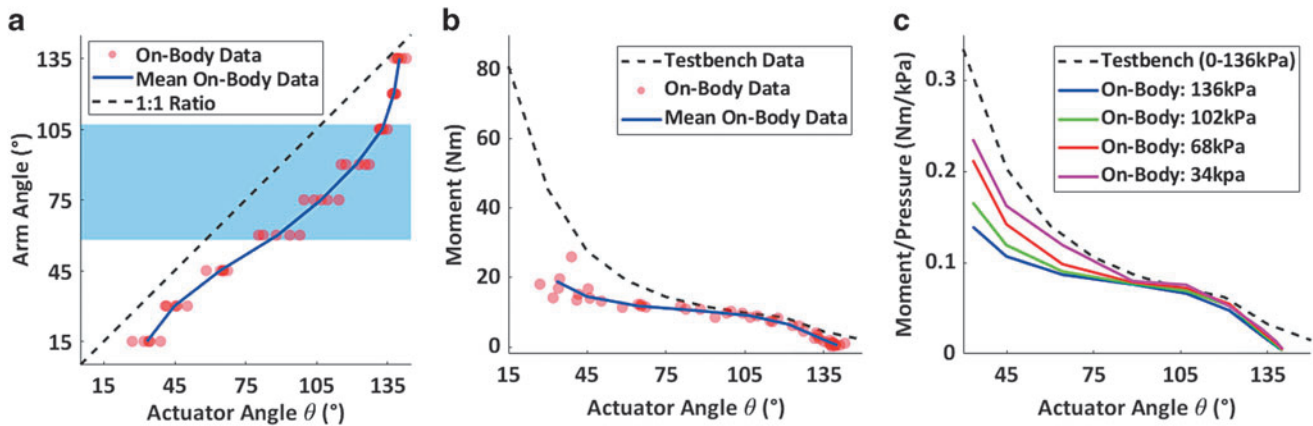 a
On-Body Data
Mean On-Body Data
1:1 Ratio
135
105
75
45
15
Arm Angle (°)
15 45 75 105 135
Actuator Angle θ (°)
b
Testbench Data
On-Body Data
Mean On-Body Data
80
60
40
20
0
Moment (Nm)
15 45 75 105 135
Actuator Angle θ (°)
c
Testbench (0-136kPa)
On-Body: 136kPa
On-Body: 102kPa
On-Body: 68kPa
On-Body: 34kpa
0.3
0.2
0.1
0
Moment/Pressure (Nm/kPa)
45 75 105 135
Actuator Angle θ (°)